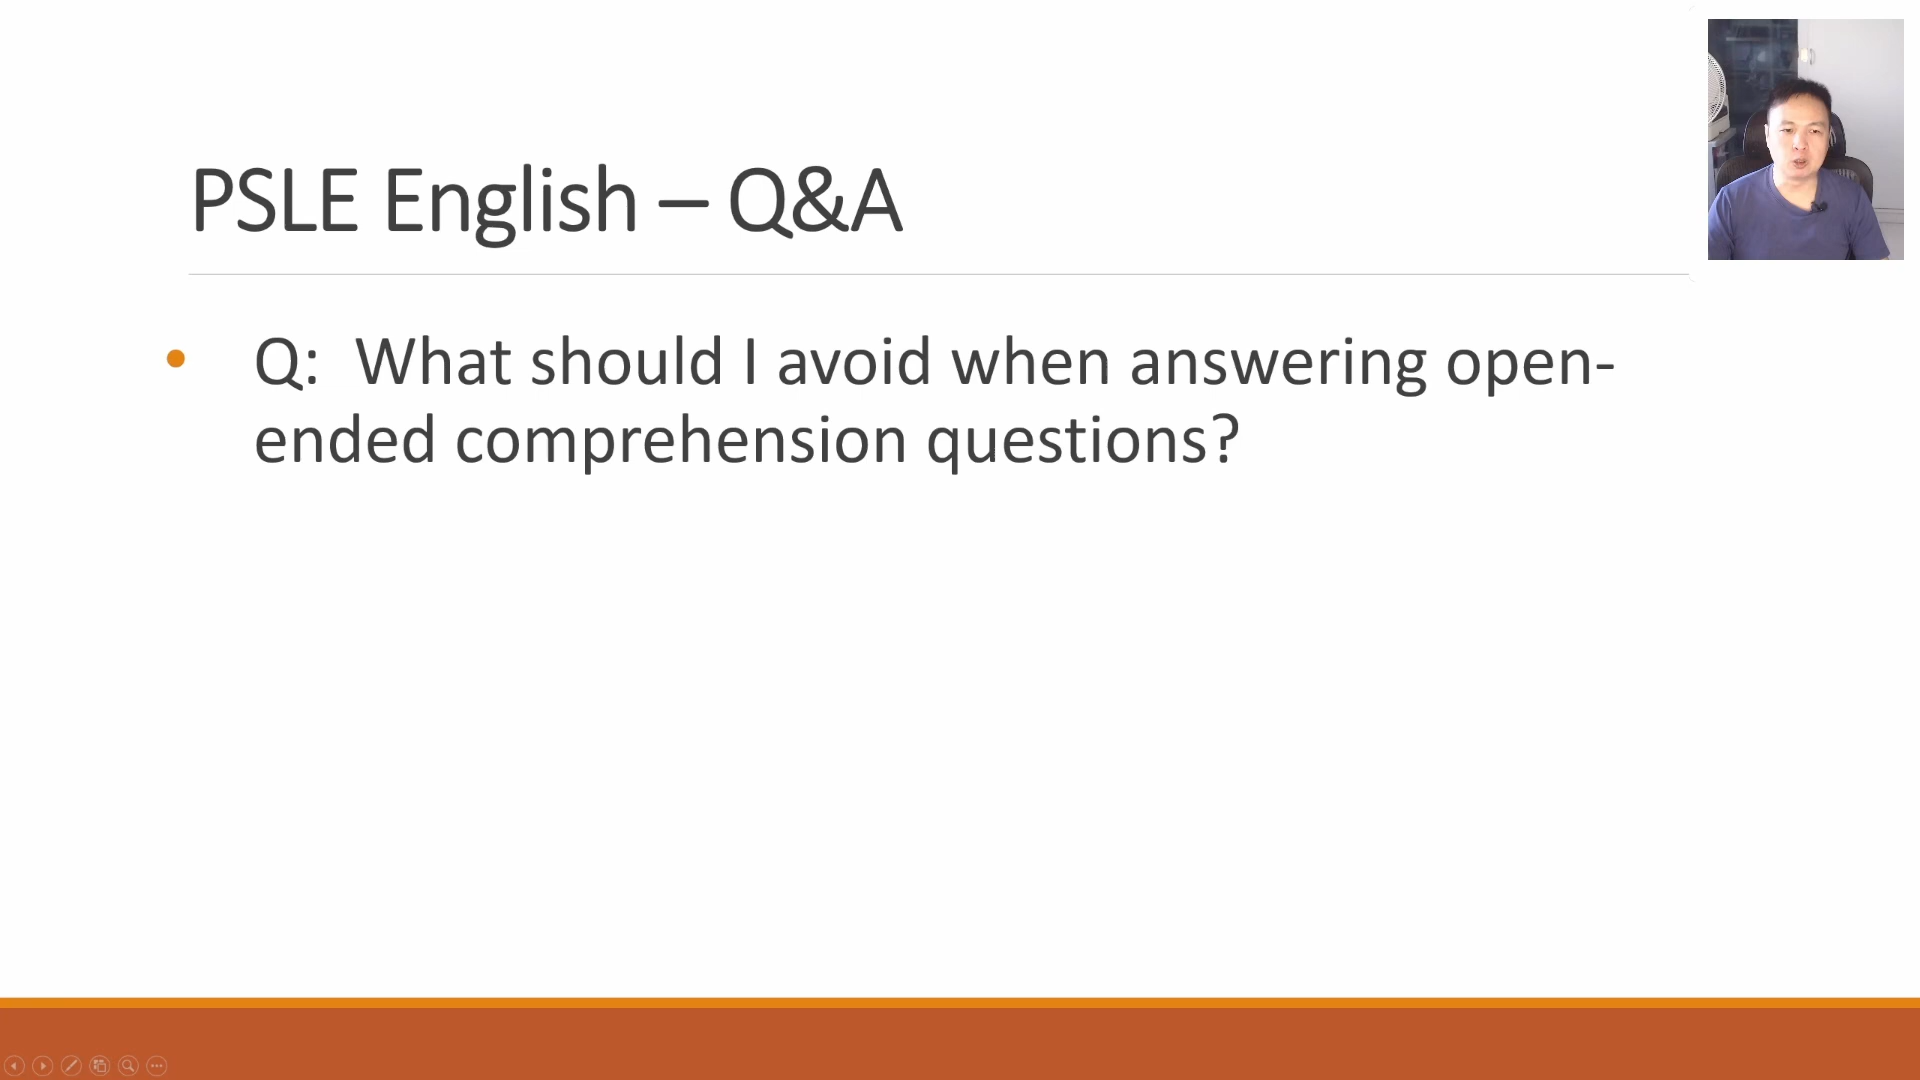 PSLE English – Q&A
• Q: What should I avoid when answering open-
ended comprehension questions?